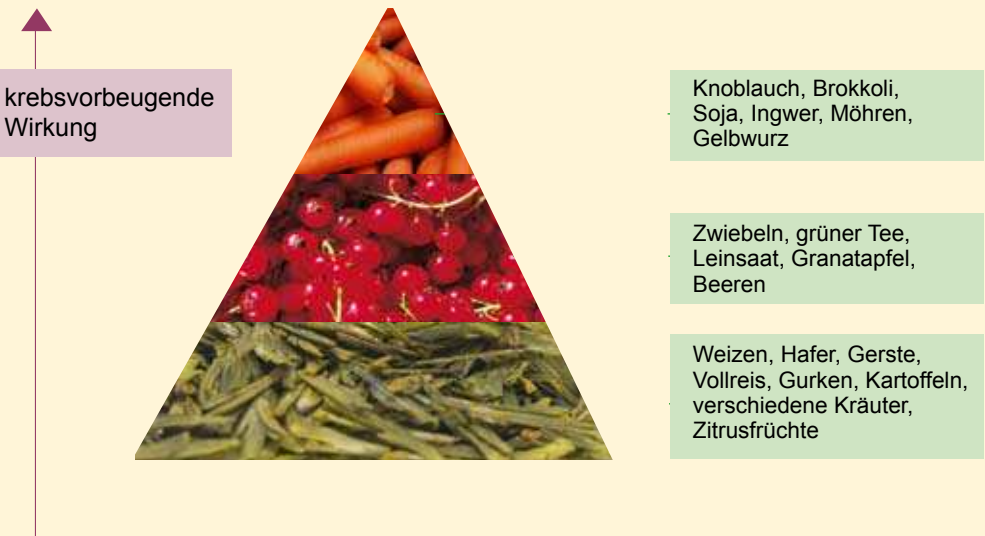 krebsvorbeugende
Wirkung
Knoblauch, Brokkoli,
Soja, Ingwer, Möhren,
Gelbwurz
Zwiebeln, grüner Tee,
Leinsaat, Granatapfel,
Beeren
Weizen, Hafer, Gerste,
Vollreis, Gurken, Kartoffeln,
verschiedene Kräuter,
Zitrusfrüchte